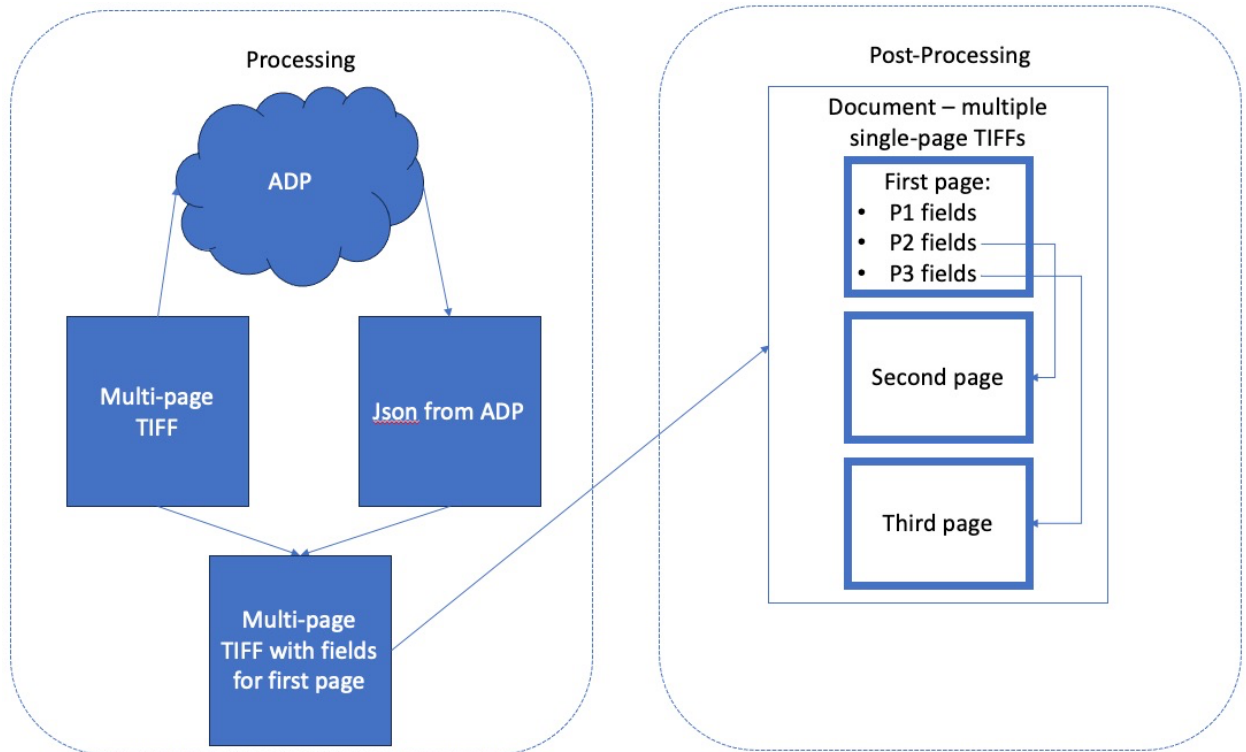 Processing
ADP
Multi-page
TIFF
Json from ADP
Multi-page
TIFF with fields
for first page
Post-Processing
Document – multiple
single-page TIFFs
First page:
• P1 fields
• P2 fields
• P3 fields
Second page
Third page